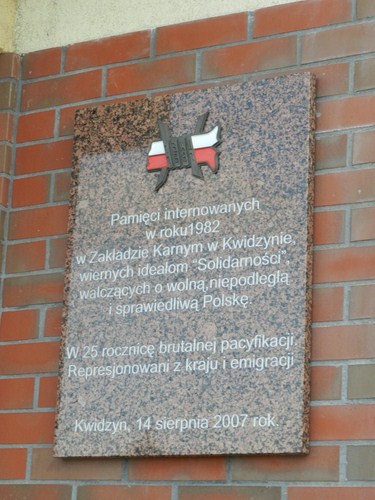 Pamięci internowanych
w roku1982
w Zakładzie Karnym w Kwidzynie,
wiernych ideałom "Solidarności",
walczących o wolną,niepodległą
i sprawiedliwą Polskę.
W 25 rocznicę brutalnej pacyfikacji.
Represjonowani z kraju i emigracji
Kwidzyn, 14 sierpnia 2007 rok.